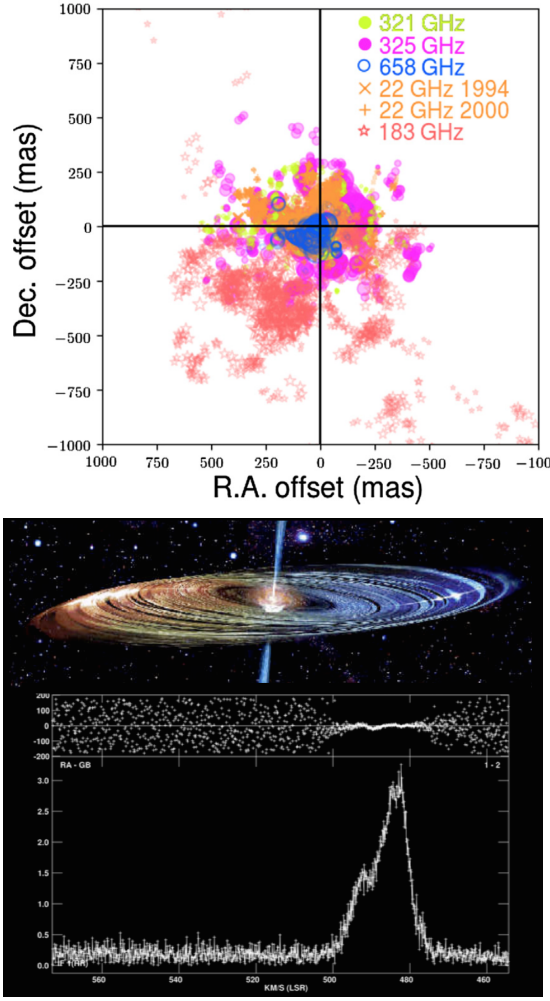 1000
750
500
250
0
−250
−500
−750
−1000
Dec. offset (mas)
321 GHz
325 GHz
658 GHz
22 GHz 1994
22 GHz 2000
183 GHz
1000 750 500 250 0 −250 −500 −750 −100
R.A. offset (mas)
200
100
0
-100
-200
RA - GB 1 - 2
3.0
2.5
2.0
1.5
1.0
0.5
0.0
560 540 520 500 480 460
KM/S (LSR)